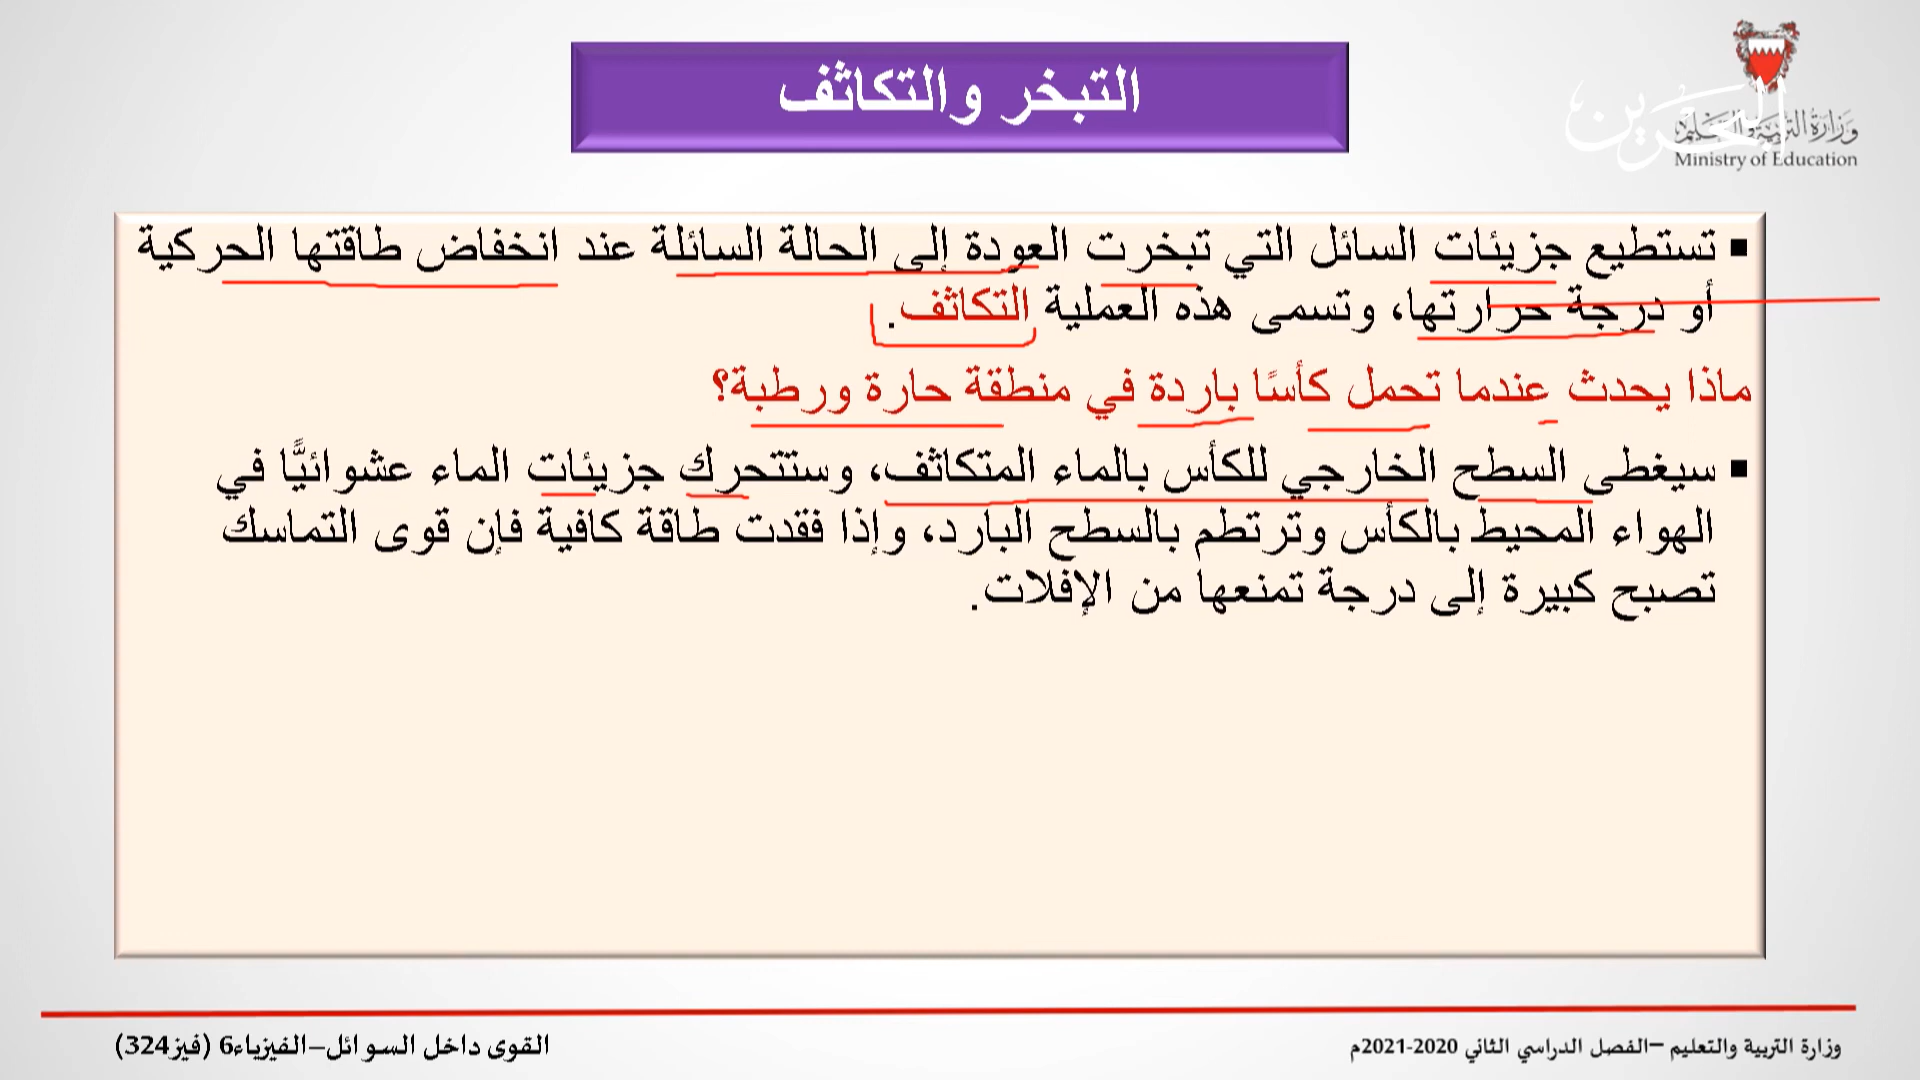 التبخر والتكاثف
البحرين
وزارة التربية والتعليم
Ministry of Education
▪ تستطيع جزيئات السائل التي تبخرت العودة إلى الحالة السائلة عند انخفاض طاقتها الحركية
أو درجة حرارتها، وتسمى هذه العملية التكاثف.
ماذا يحدث عندما تحمل كأسًا باردة في منطقة حارة ورطبة؟
▪ سيغطى السطح الخارجي للكأس بالماء المتكاثف، وستتحرك جزيئات الماء عشوائيًّا في
الهواء المحيط بالكأس وترتطم بالسطح البارد، وإذا فقدت طاقة كافية فإن قوى التماسك
تصبح كبيرة إلى درجة تمنعها من الإفلات.
وزارة التربية والتعليم –الفصل الدراسي الثاني 2020-2021م
القوى داخل السوائل–الفيزياء6 (فيز324)